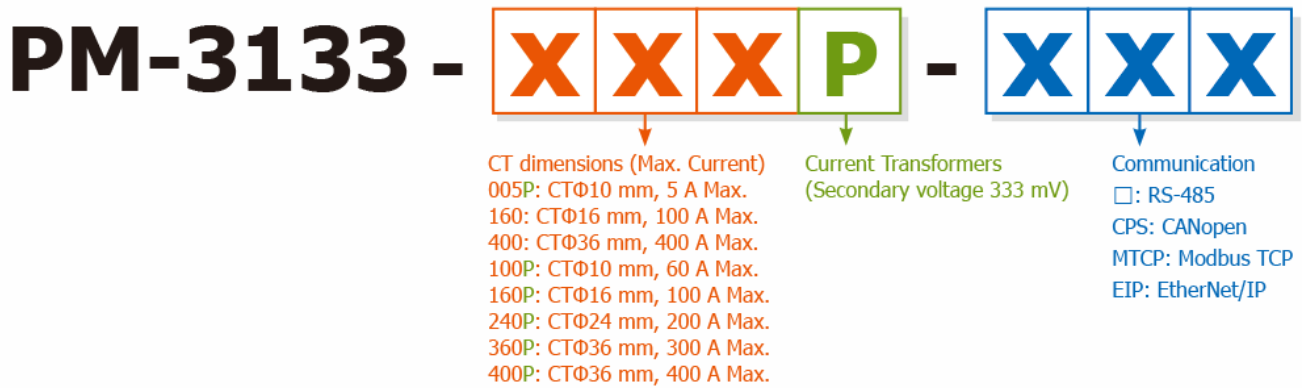 PM-3133 - XXXP - XXX
CT dimensions (Max. Current)
005P: CTΦ10 mm, 5 A Max.
160: CTΦ16 mm, 100 A Max.
400: CTΦ36 mm, 400 A Max.
100P: CTΦ10 mm, 60 A Max.
160P: CTΦ16 mm, 100 A Max.
240P: CTΦ24 mm, 200 A Max.
360P: CTΦ36 mm, 300 A Max.
400P: CTΦ36 mm, 400 A Max.
Current Transformers
(Secondary voltage 333 mV)
Communication
□: RS-485
CPS: CANopen
MTCP: Modbus TCP
EIP: EtherNet/IP